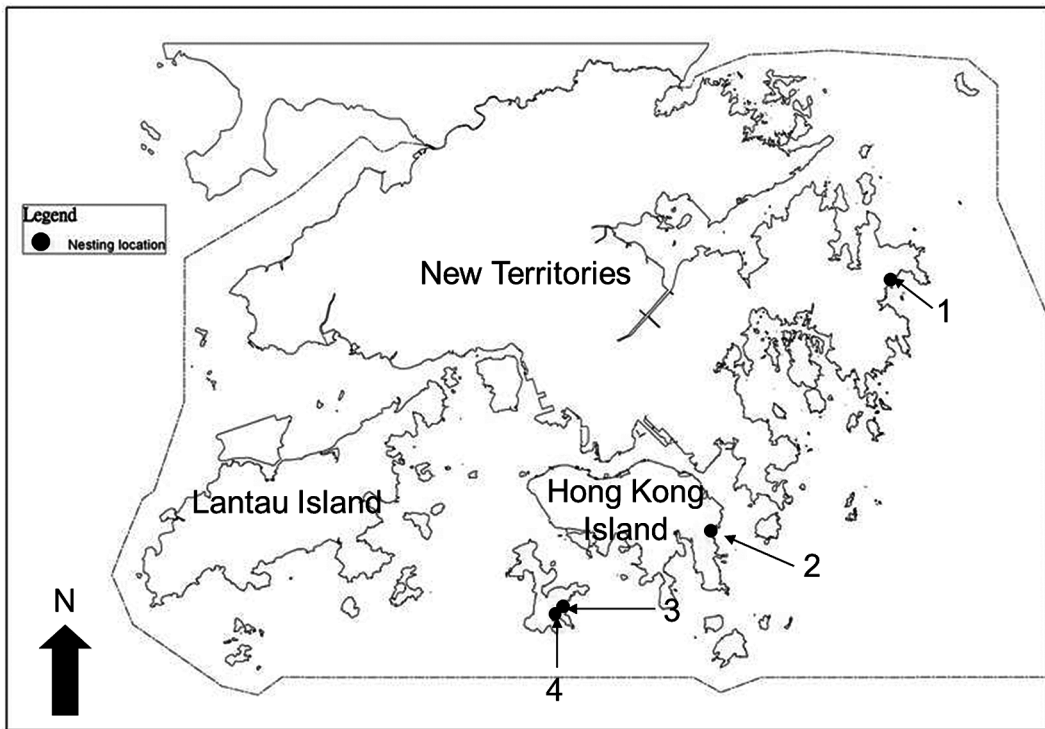 Legend
Nesting location
New Territories
1
Lantau Island
Hong Kong
Island
2
N
3
4